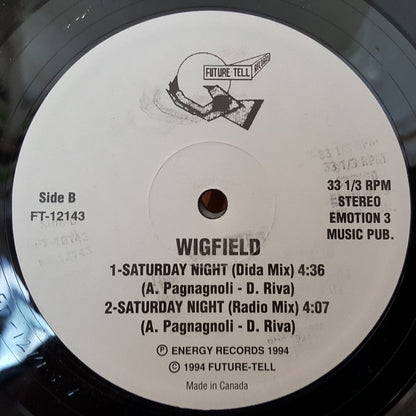 FUTURE TELL
RECORDS
Side B
FT-12143
33 1/3 RPM
STEREO
EMOTION 3
MUSIC PUB.
WIGFIELD
1-SATURDAY NIGHT (Dida Mix) 4:36
(A. Pagnagnoli - D. Riva)
2-SATURDAY NIGHT (Radio Mix) 4:07
(A. Pagnagnoli - D. Riva)
Ⓟ ENERGY RECORDS 1994
© 1994 FUTURE-TELL
Made in Canada